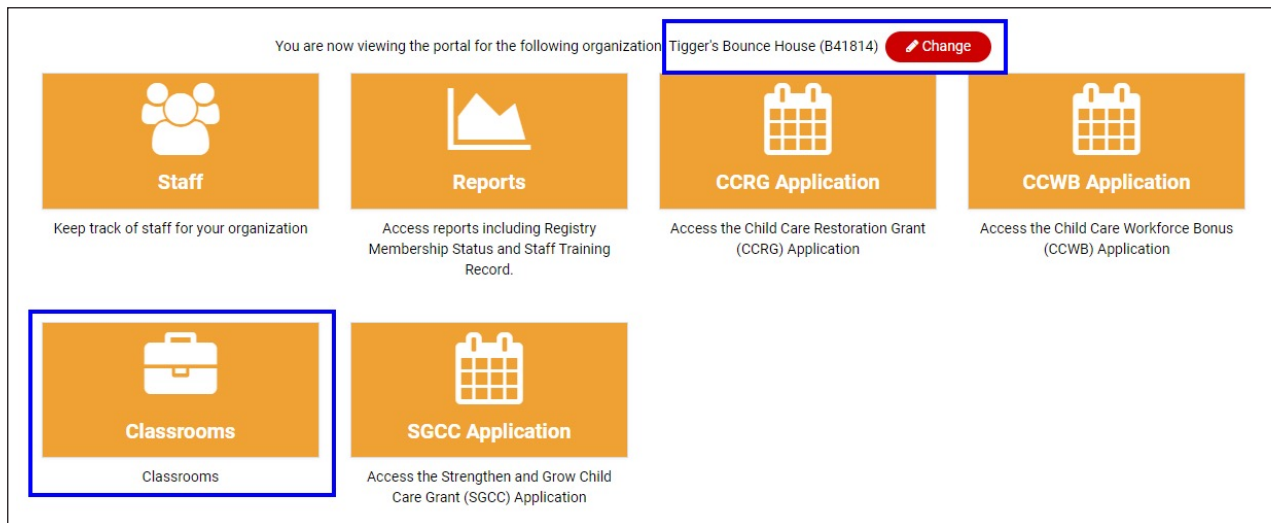 You are now viewing the portal for the following organization Tigger's Bounce House (B41814) Change
Staff
Keep track of staff for your organization
Reports
Access reports including Registry
Membership Status and Staff Training
Record.
CCRG Application
Access the Child Care Restoration Grant
(CCRG) Application
CCWB Application
Access the Child Care Workforce Bonus
(CCWB) Application
Classrooms
Classrooms
SGCC Application
Access the Strengthen and Grow Child
Care Grant (SGCC) Application